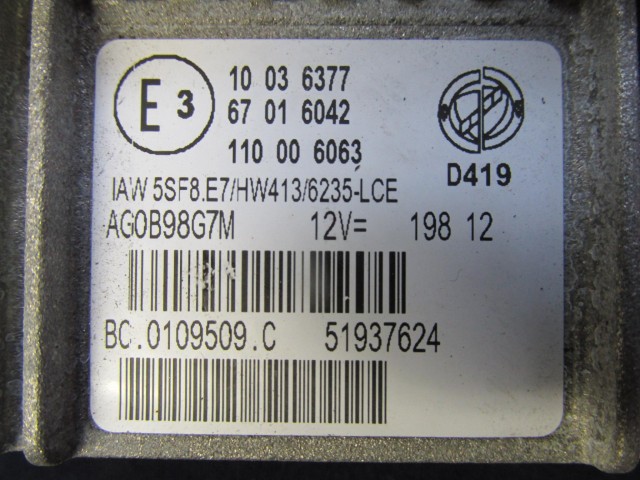 E 3
10 03 6377
67 01 6042
110 00 6063
D419
IAW 5SF8.E7/HW413/6235-LCE
AG0B98G7M 12V= 198 12
BC.0109509.C 51937624